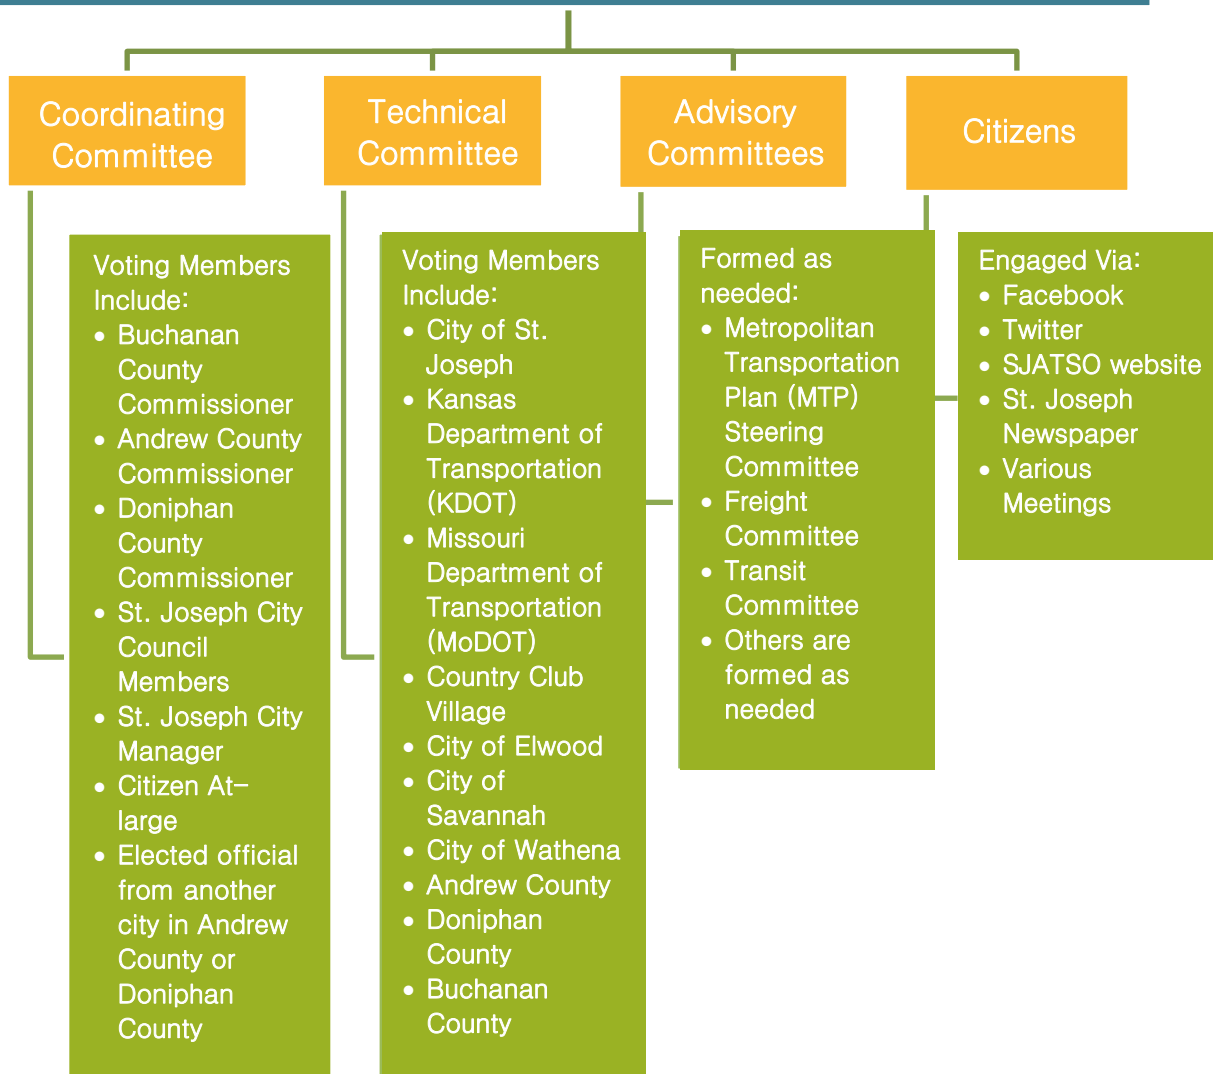 Coordinating
Committee
Technical
Committee
Advisory
Committees
Citizens
Voting Members
Include:
• Buchanan
County
Commissioner
• Andrew County
Commissioner
• Doniphan
County
Commissioner
• St. Joseph City
Council
Members
• St. Joseph City
Manager
• Citizen At-
large
• Elected official
from another
city in Andrew
County or
Doniphan
County
Voting Members
Include:
• City of St.
Joseph
• Kansas
Department of
Transportation
(KDOT)
• Missouri
Department of
Transportation
(MoDOT)
• Country Club
Village
• City of Elwood
• City of
Savannah
• City of Wathena
• Andrew County
• Doniphan
County
• Buchanan
County
Formed as
needed:
• Metropolitan
Transportation
Plan (MTP)
Steering
Committee
• Freight
Committee
• Transit
Committee
• Others are
formed as
needed
Engaged Via:
• Facebook
• Twitter
• SJATSO website
• St. Joseph
Newspaper
• Various
Meetings